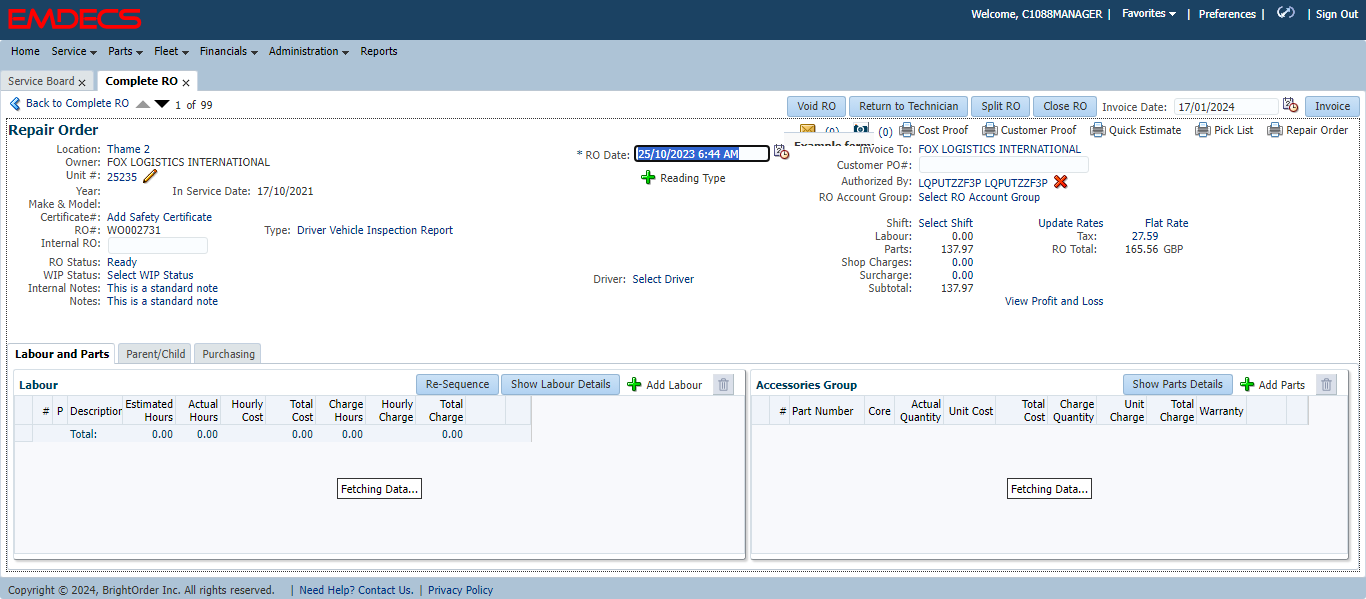 EMDECS
Welcome, C1088MANAGER | Favorites | Preferences | | Sign Out
Home Service Parts Fleet Financials Administration Reports
Service Board x Complete RO x
Back to Complete RO 1 of 99 Void RO Return to Technician Split RO Close RO Invoice Date: 17/01/2024 Invoice
Repair Order (0) (0) Cost Proof Customer Proof Quick Estimate Pick List Repair Order
Example form
Location: Thame 2 * RO Date: 25/10/2023 6:44 AM Invoice To: FOX LOGISTICS INTERNATIONAL
Owner: FOX LOGISTICS INTERNATIONAL Customer PO#:
Unit #: 25235 Reading Type Authorized By: LQPUTZZF3P LQPUTZZF3P
Year: In Service Date: 17/10/2021 RO Account Group: Select RO Account Group
Make & Model:
Certificate#: Add Safety Certificate Shift: Select Shift Update Rates Flat Rate
RO#: WO002731 Type: Driver Vehicle Inspection Report Labour: 0.00 Tax: 27.59
Internal RO: Parts: 137.97 RO Total: 165.56 GBP
RO Status: Ready Shop Charges: 0.00
WIP Status: Select WIP Status Driver: Select Driver Surcharge: 0.00
Internal Notes: This is a standard note Subtotal: 137.97
Notes: This is a standard note View Profit and Loss
Labour and Parts Parent/Child Purchasing
Labour Re-Sequence Show Labour Details Add Labour Accessories Group Show Parts Details Add Parts
# P Description Estimated Hours Actual Hours Hourly Cost Total Cost Charge Hours Hourly Charge Total Charge # Part Number Core Actual Quantity Unit Cost Total Cost Charge Quantity Unit Charge Total Charge Warranty
Total: 0.00 0.00 0.00 0.00 0.00
Fetching Data... Fetching Data...
Copyright © 2024, BrightOrder Inc. All rights reserved. | Need Help? Contact Us. | Privacy Policy